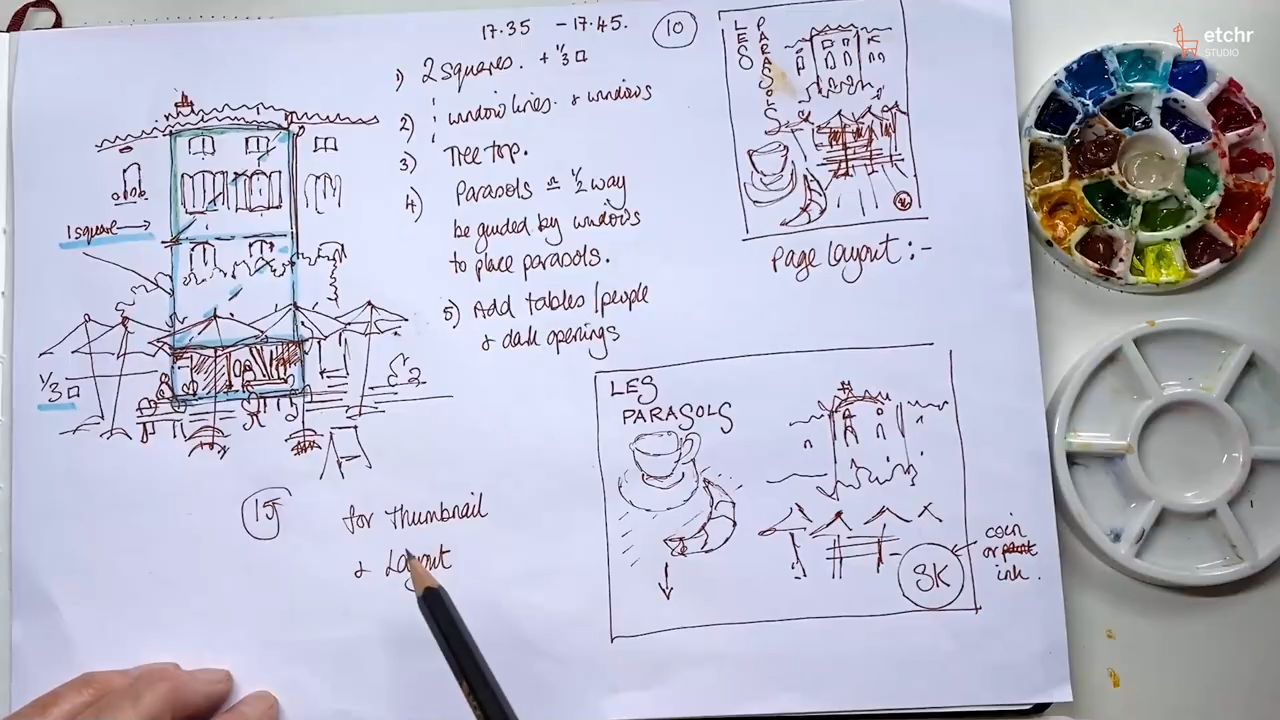 17.35 - 17.45.
10
1) 2 squares. + 1/3 □
2) window lines. + windows
3) Tree top.
4) Parasols ≏ 1/2 way
be guided by windows
to place parasols.
5) Add tables/people
& dark openings
1 square →
1/3 □
15
for thumbnail
& Layout
LES
PARASOLS
Page Layout :-
LES
PARASOLS
SK
coin
or paint
ink.
etchr
STUDIO